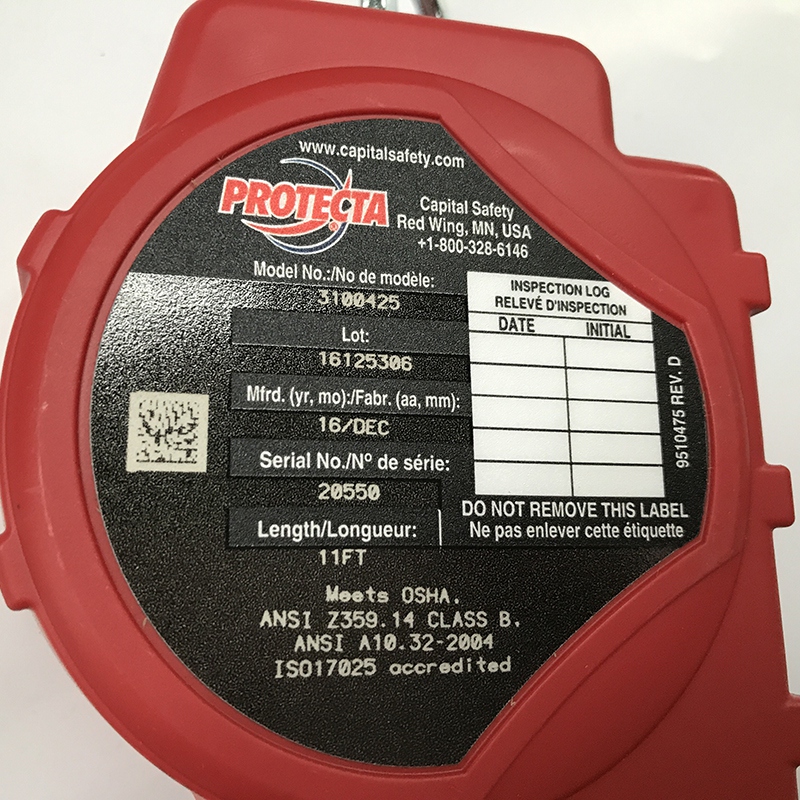 www.capitalsafety.com
PROTECTA
Capital Safety
Red Wing, MN, USA
+1-800-328-6146
Model No.:/No de modèle:
3100425
Lot:
16125306
Mfrd. (yr, mo):/Fabr. (aa, mm):
16/DEC
Serial No./Nº de série:
20550
Length/Longueur:
11FT
INSPECTION LOG
RELEVÉ D'INSPECTION
DATE INITIAL
9510475 REV. D
DO NOT REMOVE THIS LABEL
Ne pas enlever cette étiquette
Meets OSHA.
ANSI Z359.14 CLASS B.
ANSI A10.32-2004
ISO17025 accredited